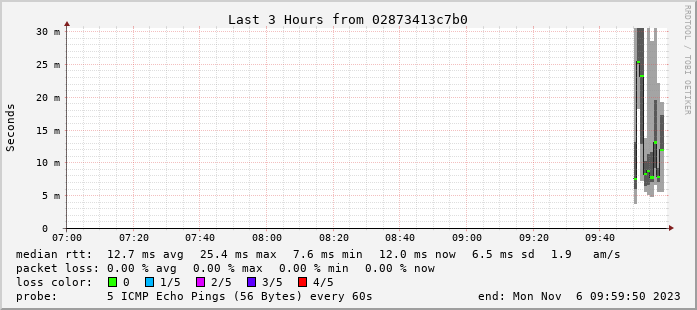 Last 3 Hours from 02873413c7b0
RRDTOOL / TOBI OETIKER
Seconds
30 m
25 m
20 m
15 m
10 m
5 m
0
07:00 07:20 07:40 08:00 08:20 08:40 09:00 09:20 09:40
median rtt: 12.7 ms avg 25.4 ms max 7.6 ms min 12.0 ms now 6.5 ms sd 1.9 am/s
packet loss: 0.00 % avg 0.00 % max 0.00 % min 0.00 % now
loss color: 0 1/5 2/5 3/5 4/5
probe: 5 ICMP Echo Pings (56 Bytes) every 60s end: Mon Nov 6 09:59:50 2023